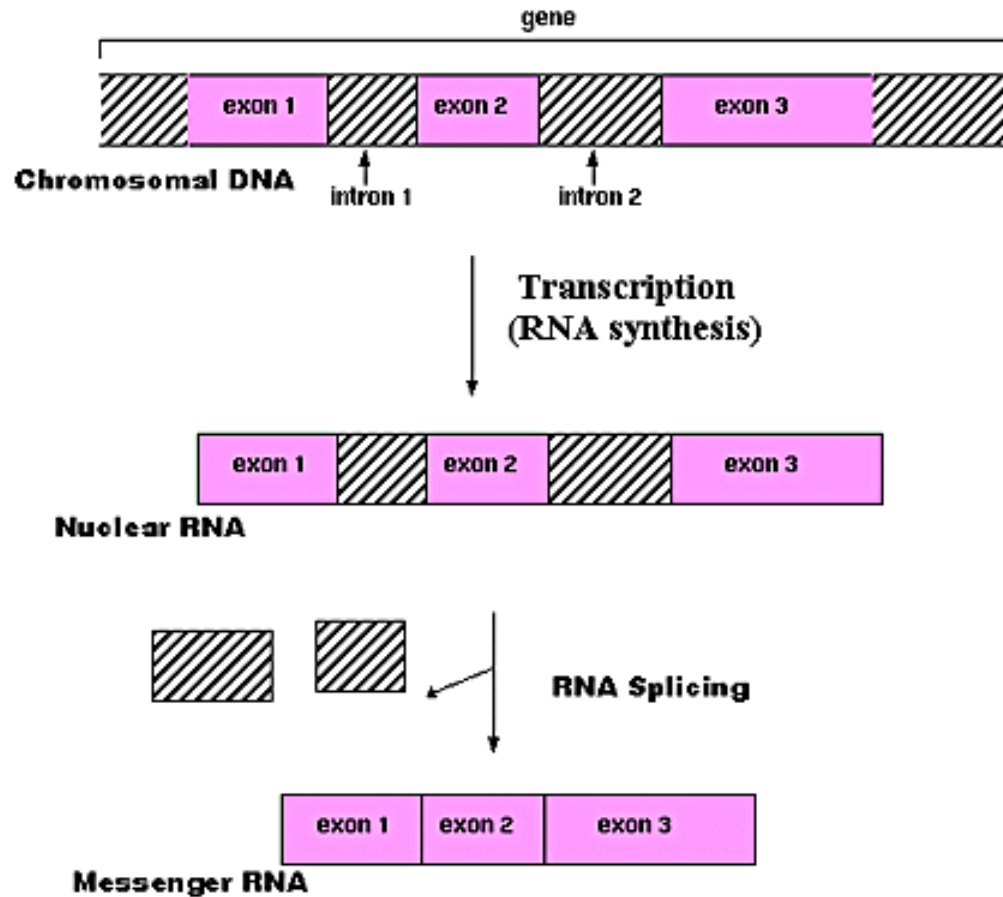 gene
exon 1 exon 2 exon 3
Chromosomal DNA
intron 1 intron 2
Transcription
(RNA synthesis)
exon 1 exon 2 exon 3
Nuclear RNA
RNA Splicing
exon 1 exon 2 exon 3
Messenger RNA